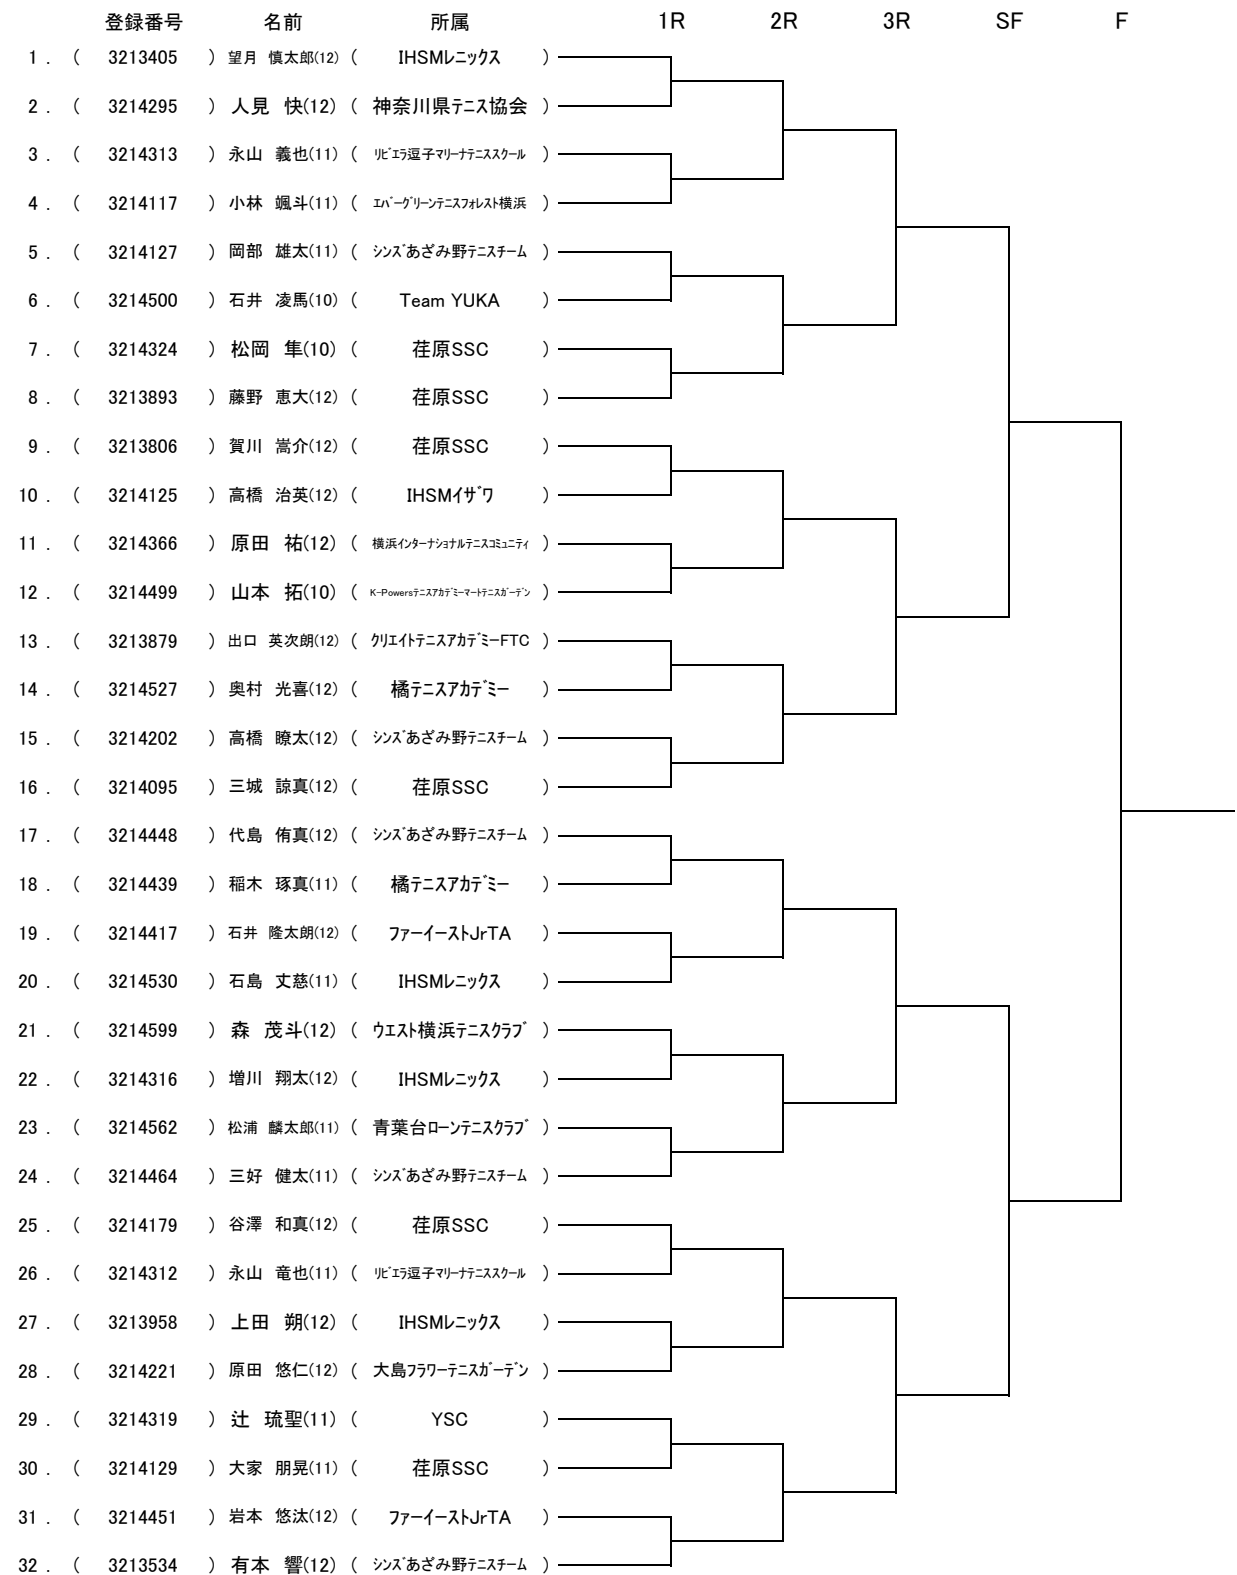 登録番号 名前 所属 1R 2R 3R SF F
1 . ( 3213405 ) 望月 慎太郎(12) ( IHSMﾚﾆｯｸｽ )
2 . ( 3214295 ) 人見 快(12) ( 神奈川県ﾃﾆｽ協会 )
3 . ( 3214313 ) 永山 義也(11) ( ﾘﾋﾞｴﾗ逗子ﾏﾘｰﾅﾃﾆｽｽｸｰﾙ )
4 . ( 3214117 ) 小林 颯斗(11) ( ｴﾊﾞｰｸﾞﾘｰﾝﾃﾆｽﾌｫﾚｽﾄ横浜 )
5 . ( 3214127 ) 岡部 雄太(11) ( ｼﾝｽﾞあざみ野ﾃﾆｽﾁｰﾑ )
6 . ( 3214500 ) 石井 凌馬(10) ( Team YUKA )
7 . ( 3214324 ) 松岡 隼(10) ( 荏原SSC )
8 . ( 3213893 ) 藤野 恵大(12) ( 荏原SSC )
9 . ( 3213806 ) 賀川 嵩介(12) ( 荏原SSC )
10 . ( 3214125 ) 高橋 治英(12) ( IHSMｲｻﾞﾜ )
11 . ( 3214366 ) 原田 祐(12) ( 横浜ｲﾝﾀｰﾅｼｮﾅﾙﾃﾆｽｺﾐｭﾆﾃｨ )
12 . ( 3214499 ) 山本 拓(10) ( K-Powersﾃﾆｽｱｶﾃﾞﾐｰﾏｰﾄﾃﾆｽｶﾞｰﾃﾞﾝ )
13 . ( 3213879 ) 出口 英次朗(12) ( ｸﾘｴｲﾄﾃﾆｽｱｶﾃﾞﾐｰFTC )
14 . ( 3214527 ) 奥村 光喜(12) ( 橘ﾃﾆｽｱｶﾃﾞﾐｰ )
15 . ( 3214202 ) 高橋 瞭太(12) ( ｼﾝｽﾞあざみ野ﾃﾆｽﾁｰﾑ )
16 . ( 3214095 ) 三城 諒真(12) ( 荏原SSC )
17 . ( 3214448 ) 代島 侑真(12) ( ｼﾝｽﾞあざみ野ﾃﾆｽﾁｰﾑ )
18 . ( 3214439 ) 稲木 琢真(11) ( 橘ﾃﾆｽｱｶﾃﾞﾐｰ )
19 . ( 3214417 ) 石井 隆太朗(12) ( ﾌｧｰｲｰｽﾄJrTA )
20 . ( 3214530 ) 石島 丈慈(11) ( IHSMﾚﾆｯｸｽ )
21 . ( 3214599 ) 森 茂斗(12) ( ｳｴｽﾄ横浜ﾃﾆｽｸﾗﾌﾞ )
22 . ( 3214316 ) 増川 翔太(12) ( IHSMﾚﾆｯｸｽ )
23 . ( 3214562 ) 松浦 麟太郎(11) ( 青葉台ﾛｰﾝﾃﾆｽｸﾗﾌﾞ )
24 . ( 3214464 ) 三好 健太(11) ( ｼﾝｽﾞあざみ野ﾃﾆｽﾁｰﾑ )
25 . ( 3214179 ) 谷澤 和真(12) ( 荏原SSC )
26 . ( 3214312 ) 永山 竜也(11) ( ﾘﾋﾞｴﾗ逗子ﾏﾘｰﾅﾃﾆｽｽｸｰﾙ )
27 . ( 3213958 ) 上田 朔(12) ( IHSMﾚﾆｯｸｽ )
28 . ( 3214221 ) 原田 悠仁(12) ( 大島ﾌﾗﾜｰﾃﾆｽｶﾞｰﾃﾞﾝ )
29 . ( 3214319 ) 辻 琉聖(11) ( YSC )
30 . ( 3214129 ) 大家 朋晃(11) ( 荏原SSC )
31 . ( 3214451 ) 岩本 悠汰(12) ( ﾌｧｰｲｰｽﾄJrTA )
32 . ( 3213534 ) 有本 響(12) ( ｼﾝｽﾞあざみ野ﾃﾆｽﾁｰﾑ )